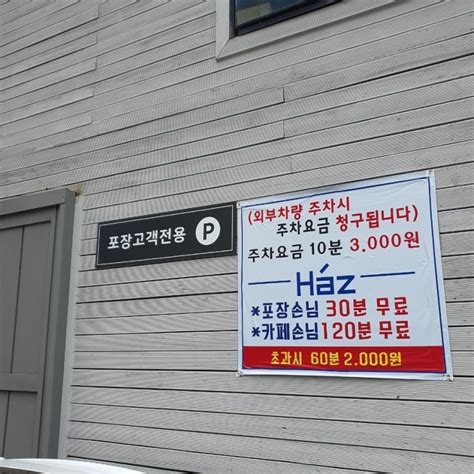 포장고객전용 P
(외부차량 주차시
주차요금 청구됩니다)
주차요금 10분 3.000원
Ház
*포장손님 30분 무료
*카페손님 120분 무료
초과시 60분 2.000원